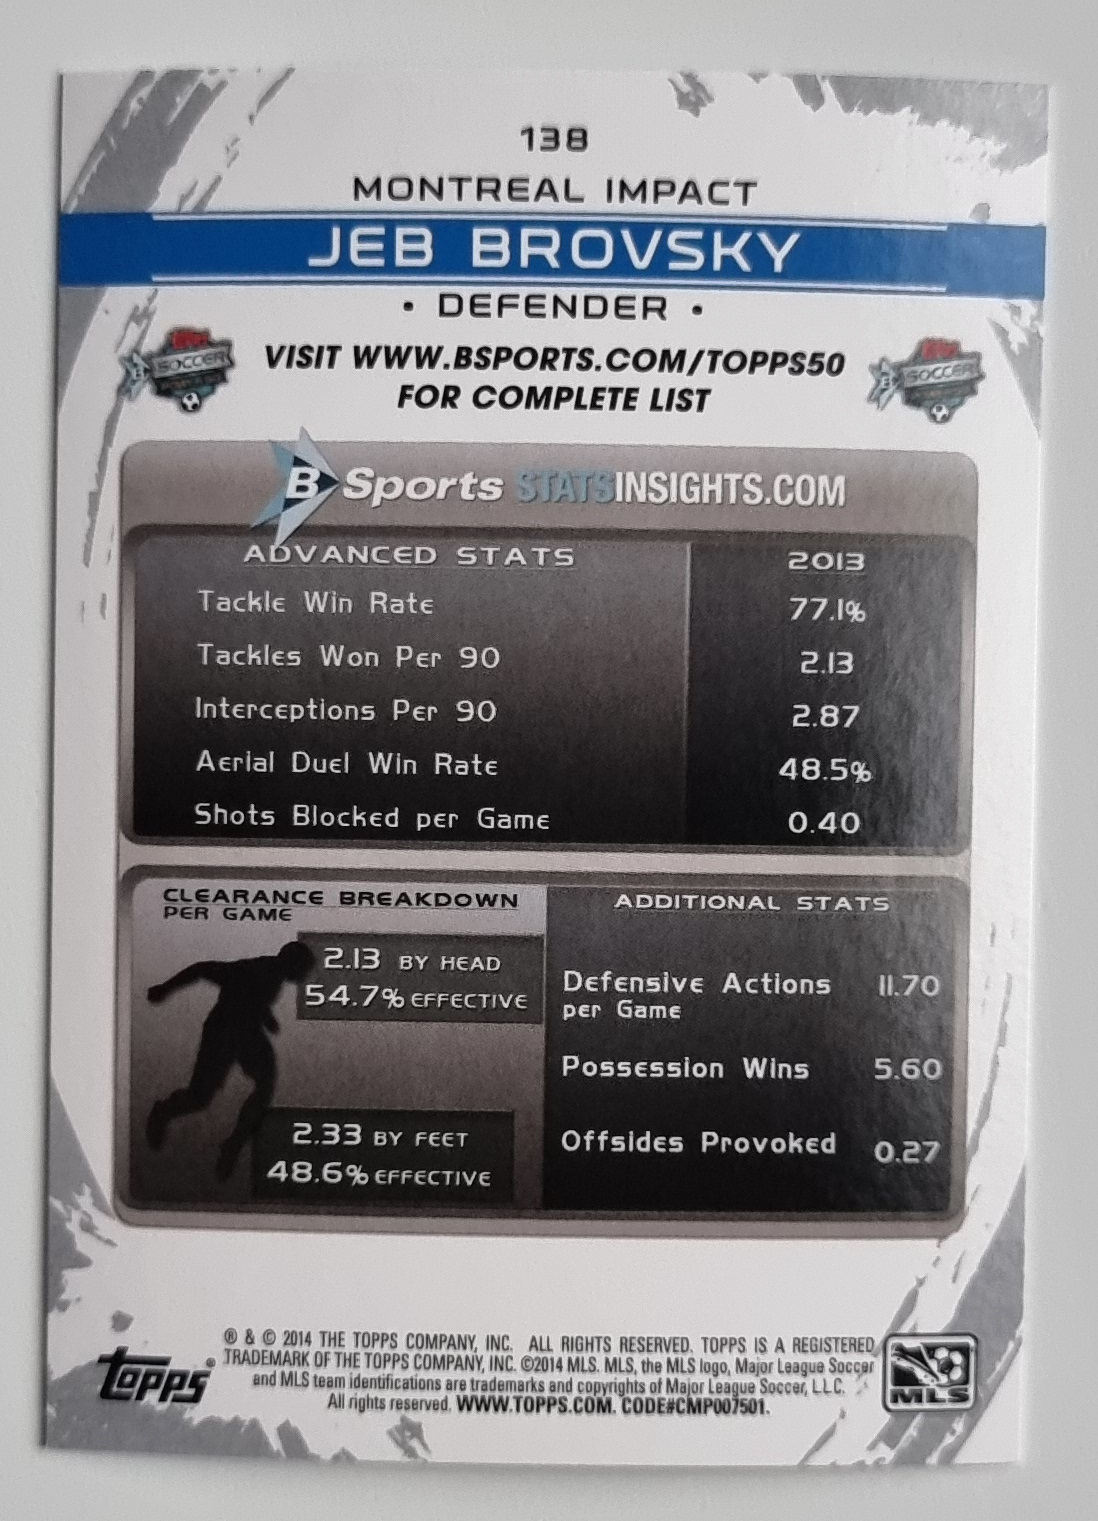 138
MONTREAL IMPACT
JEB BROVSKY
• DEFENDER •
VISIT WWW.BSPORTS.COM/TOPPS50
FOR COMPLETE LIST
SOCCER
SOCCER
B Sports STATSINSIGHTS.COM
ADVANCED STATS 2013
Tackle Win Rate 77.1%
Tackles Won Per 90 2.13
Interceptions Per 90 2.87
Aerial Duel Win Rate 48.5%
Shots Blocked per Game 0.40
CLEARANCE BREAKDOWN
PER GAME
2.13 BY HEAD
54.7% EFFECTIVE
2.33 BY FEET
48.6% EFFECTIVE
ADDITIONAL STATS
Defensive Actions 11.70
per Game
Possession Wins 5.60
Offsides Provoked 0.27
Topps®
® & © 2014 THE TOPPS COMPANY, INC. ALL RIGHTS RESERVED. TOPPS IS A REGISTERED
TRADEMARK OF THE TOPPS COMPANY, INC. ©2014 MLS. MLS, the MLS logo, Major League Soccer
and MLS team identifications are trademarks and copyrights of Major League Soccer, L.L.C.
All rights reserved. WWW.TOPPS.COM. CODE#CMP007501.
MLS